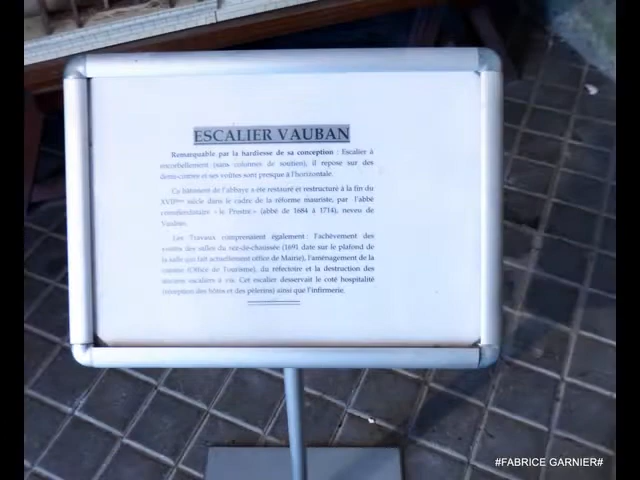 ESCALIER VAUBAN
Remarquable par la hardiesse de sa conception : Escalier à
encorbellement (sans colonnes de soutien), il repose sur des
demi-cintres et ses voûtes sont presque à l'horizontale.
Ce bâtiment de l'abbaye a été restauré et restructuré à la fin du
XVIIème siècle dans le cadre de la réforme mauriste, par l'abbé
commendataire « le Prestre » (abbé de 1684 à 1714), neveu de
Vauban.
Les Travaux comprenaient également : l'achèvement des
voutes des salles du rez-de-chaussée (1691 date sur le plafond de
la salle qui fait actuellement office de Mairie), l'aménagement de la
cuisine (Office de Tourisme), du réfectoire et la destruction des
anciens escaliers à vis. Cet escalier desservait le coté hospitalité
(réception des hôtes et des pèlerins) ainsi que l'infirmerie.
#FABRICE GARNIER#